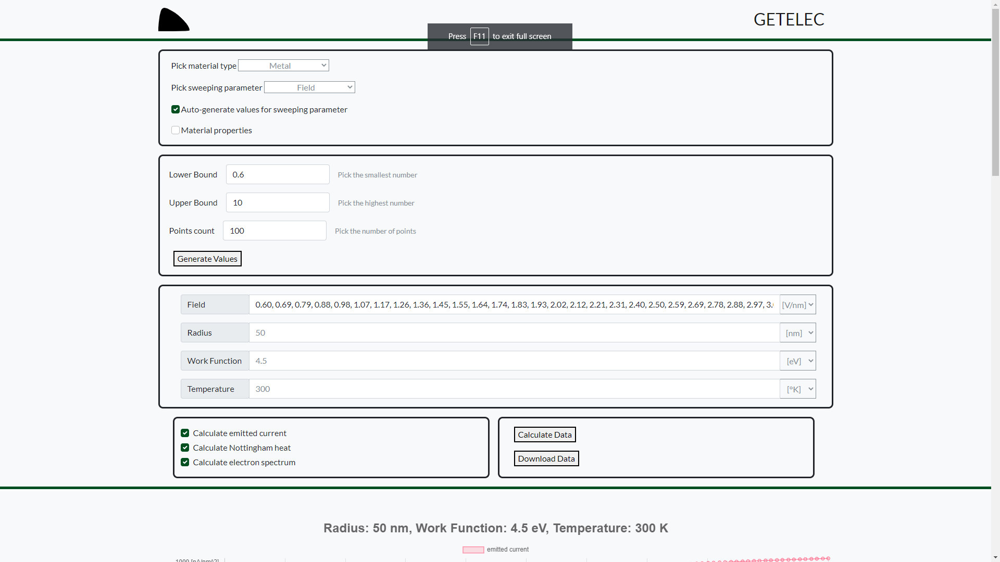 GETELEC
Press F11 to exit full screen
Pick material type Metal
Pick sweeping parameter Field
Auto-generate values for sweeping parameter
Material properties
Lower Bound 0.6 Pick the smallest number
Upper Bound 10 Pick the highest number
Points count 100 Pick the number of points
Generate Values
Field 0.60, 0.69, 0.79, 0.88, 0.98, 1.07, 1.17, 1.26, 1.36, 1.45, 1.55, 1.64, 1.74, 1.83, 1.93, 2.02, 2.12, 2.21, 2.31, 2.40, 2.50, 2.59, 2.69, 2.78, 2.88, 2.97, [V/nm]
Radius 50 [nm]
Work Function 4.5 [eV]
Temperature 300 [°K]
Calculate emitted current
Calculate Nottingham heat
Calculate electron spectrum
Calculate Data
Download Data
Radius: 50 nm, Work Function: 4.5 eV, Temperature: 300 K
emitted current
1000 [nA/nm^2]